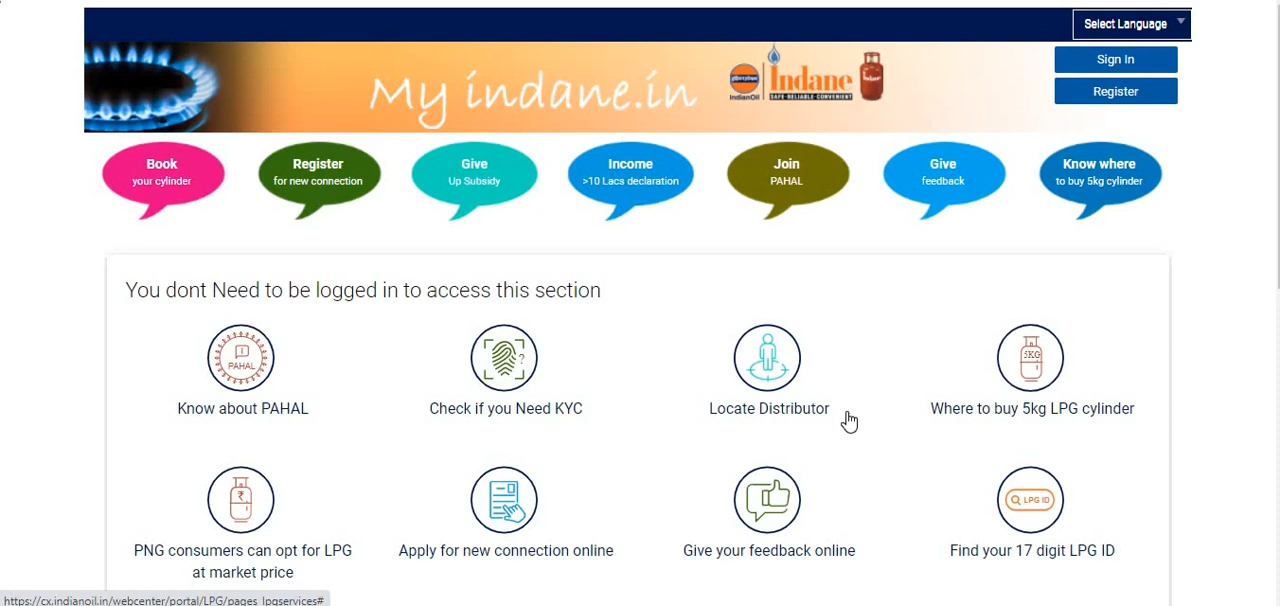 Select Language
My indane.in
इंडियनऑयल
IndianOil
Indane
SAFE•RELIABLE•CONVENIENT
Sign In
Register
Book
your cylinder
Register
for new connection
Give
Up Subsidy
Income
>10 Lacs declaration
Join
PAHAL
Give
feedback
Know where
to buy 5kg cylinder
You dont Need to be logged in to access this section
PAHAL
?
5KG
Know about PAHAL
Check if you Need KYC
Locate Distributor
Where to buy 5kg LPG cylinder
₹
LPG ID
PNG consumers can opt for LPG
at market price
Apply for new connection online
Give your feedback online
Find your 17 digit LPG ID
https://cx.indianoil.in/webcenter/portal/LPG/pages_lpgservices#